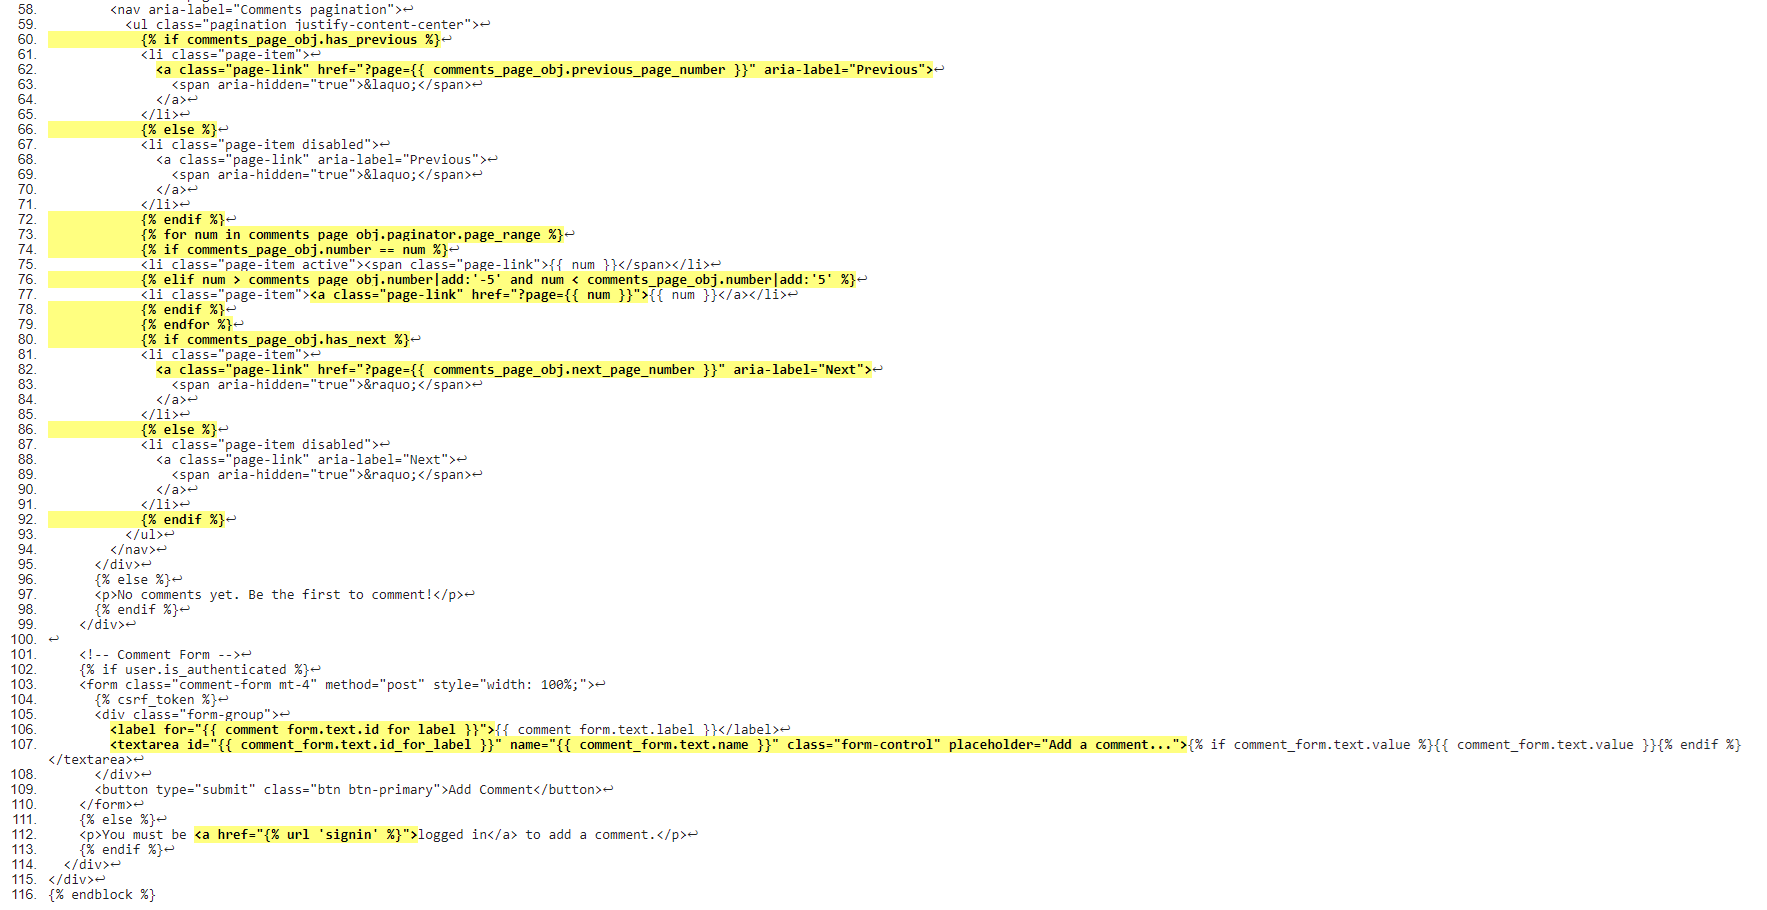 58. <nav aria-label="Comments pagination">↩
59. <ul class="pagination justify-content-center">↩
60. {% if comments_page_obj.has_previous %}↩
61. <li class="page-item">↩
62. <a class="page-link" href="?page={{ comments_page_obj.previous_page_number }}" aria-label="Previous">↩
63. <span aria-hidden="true">&laquo;</span>↩
64. </a>↩
65. </li>↩
66. {% else %}↩
67. <li class="page-item disabled">↩
68. <a class="page-link" aria-label="Previous">↩
69. <span aria-hidden="true">&laquo;</span>↩
70. </a>↩
71. </li>↩
72. {% endif %}↩
73. {% for num in comments_page_obj.paginator.page_range %}↩
74. {% if comments_page_obj.number == num %}↩
75. <li class="page-item active"><span class="page-link">{{ num }}</span></li>↩
76. {% elif num > comments_page_obj.number|add:'-5' and num < comments_page_obj.number|add:'5' %}↩
77. <li class="page-item"><a class="page-link" href="?page={{ num }}">{{ num }}</a></li>↩
78. {% endif %}↩
79. {% endfor %}↩
80. {% if comments_page_obj.has_next %}↩
81. <li class="page-item">↩
82. <a class="page-link" href="?page={{ comments_page_obj.next_page_number }}" aria-label="Next">↩
83. <span aria-hidden="true">&raquo;</span>↩
84. </a>↩
85. </li>↩
86. {% else %}↩
87. <li class="page-item disabled">↩
88. <a class="page-link" aria-label="Next">↩
89. <span aria-hidden="true">&raquo;</span>↩
90. </a>↩
91. </li>↩
92. {% endif %}↩
93. </ul>↩
94. </nav>↩
95. </div>↩
96. {% else %}↩
97. <p>No comments yet. Be the first to comment!</p>↩
98. {% endif %}↩
99. </div>↩
100. ↩
101. <!-- Comment Form -->↩
102. {% if user.is_authenticated %}↩
103. <form class="comment-form mt-4" method="post" style="width: 100%;">↩
104. {% csrf_token %}↩
105. <div class="form-group">↩
106. <label for="{{ comment_form.text.id_for_label }}">{{ comment_form.text.label }}</label>↩
107. <textarea id="{{ comment_form.text.id_for_label }}" name="{{ comment_form.text.name }}" class="form-control" placeholder="Add a comment...">{% if comment_form.text.value %}{{ comment_form.text.value }}{% endif %}
</textarea>↩
108. </div>↩
109. <button type="submit" class="btn btn-primary">Add Comment</button>↩
110. </form>↩
111. {% else %}↩
112. <p>You must be <a href="{% url 'signin' %}">logged in</a> to add a comment.</p>↩
113. {% endif %}↩
114. </div>↩
115. </div>↩
116. {% endblock %}